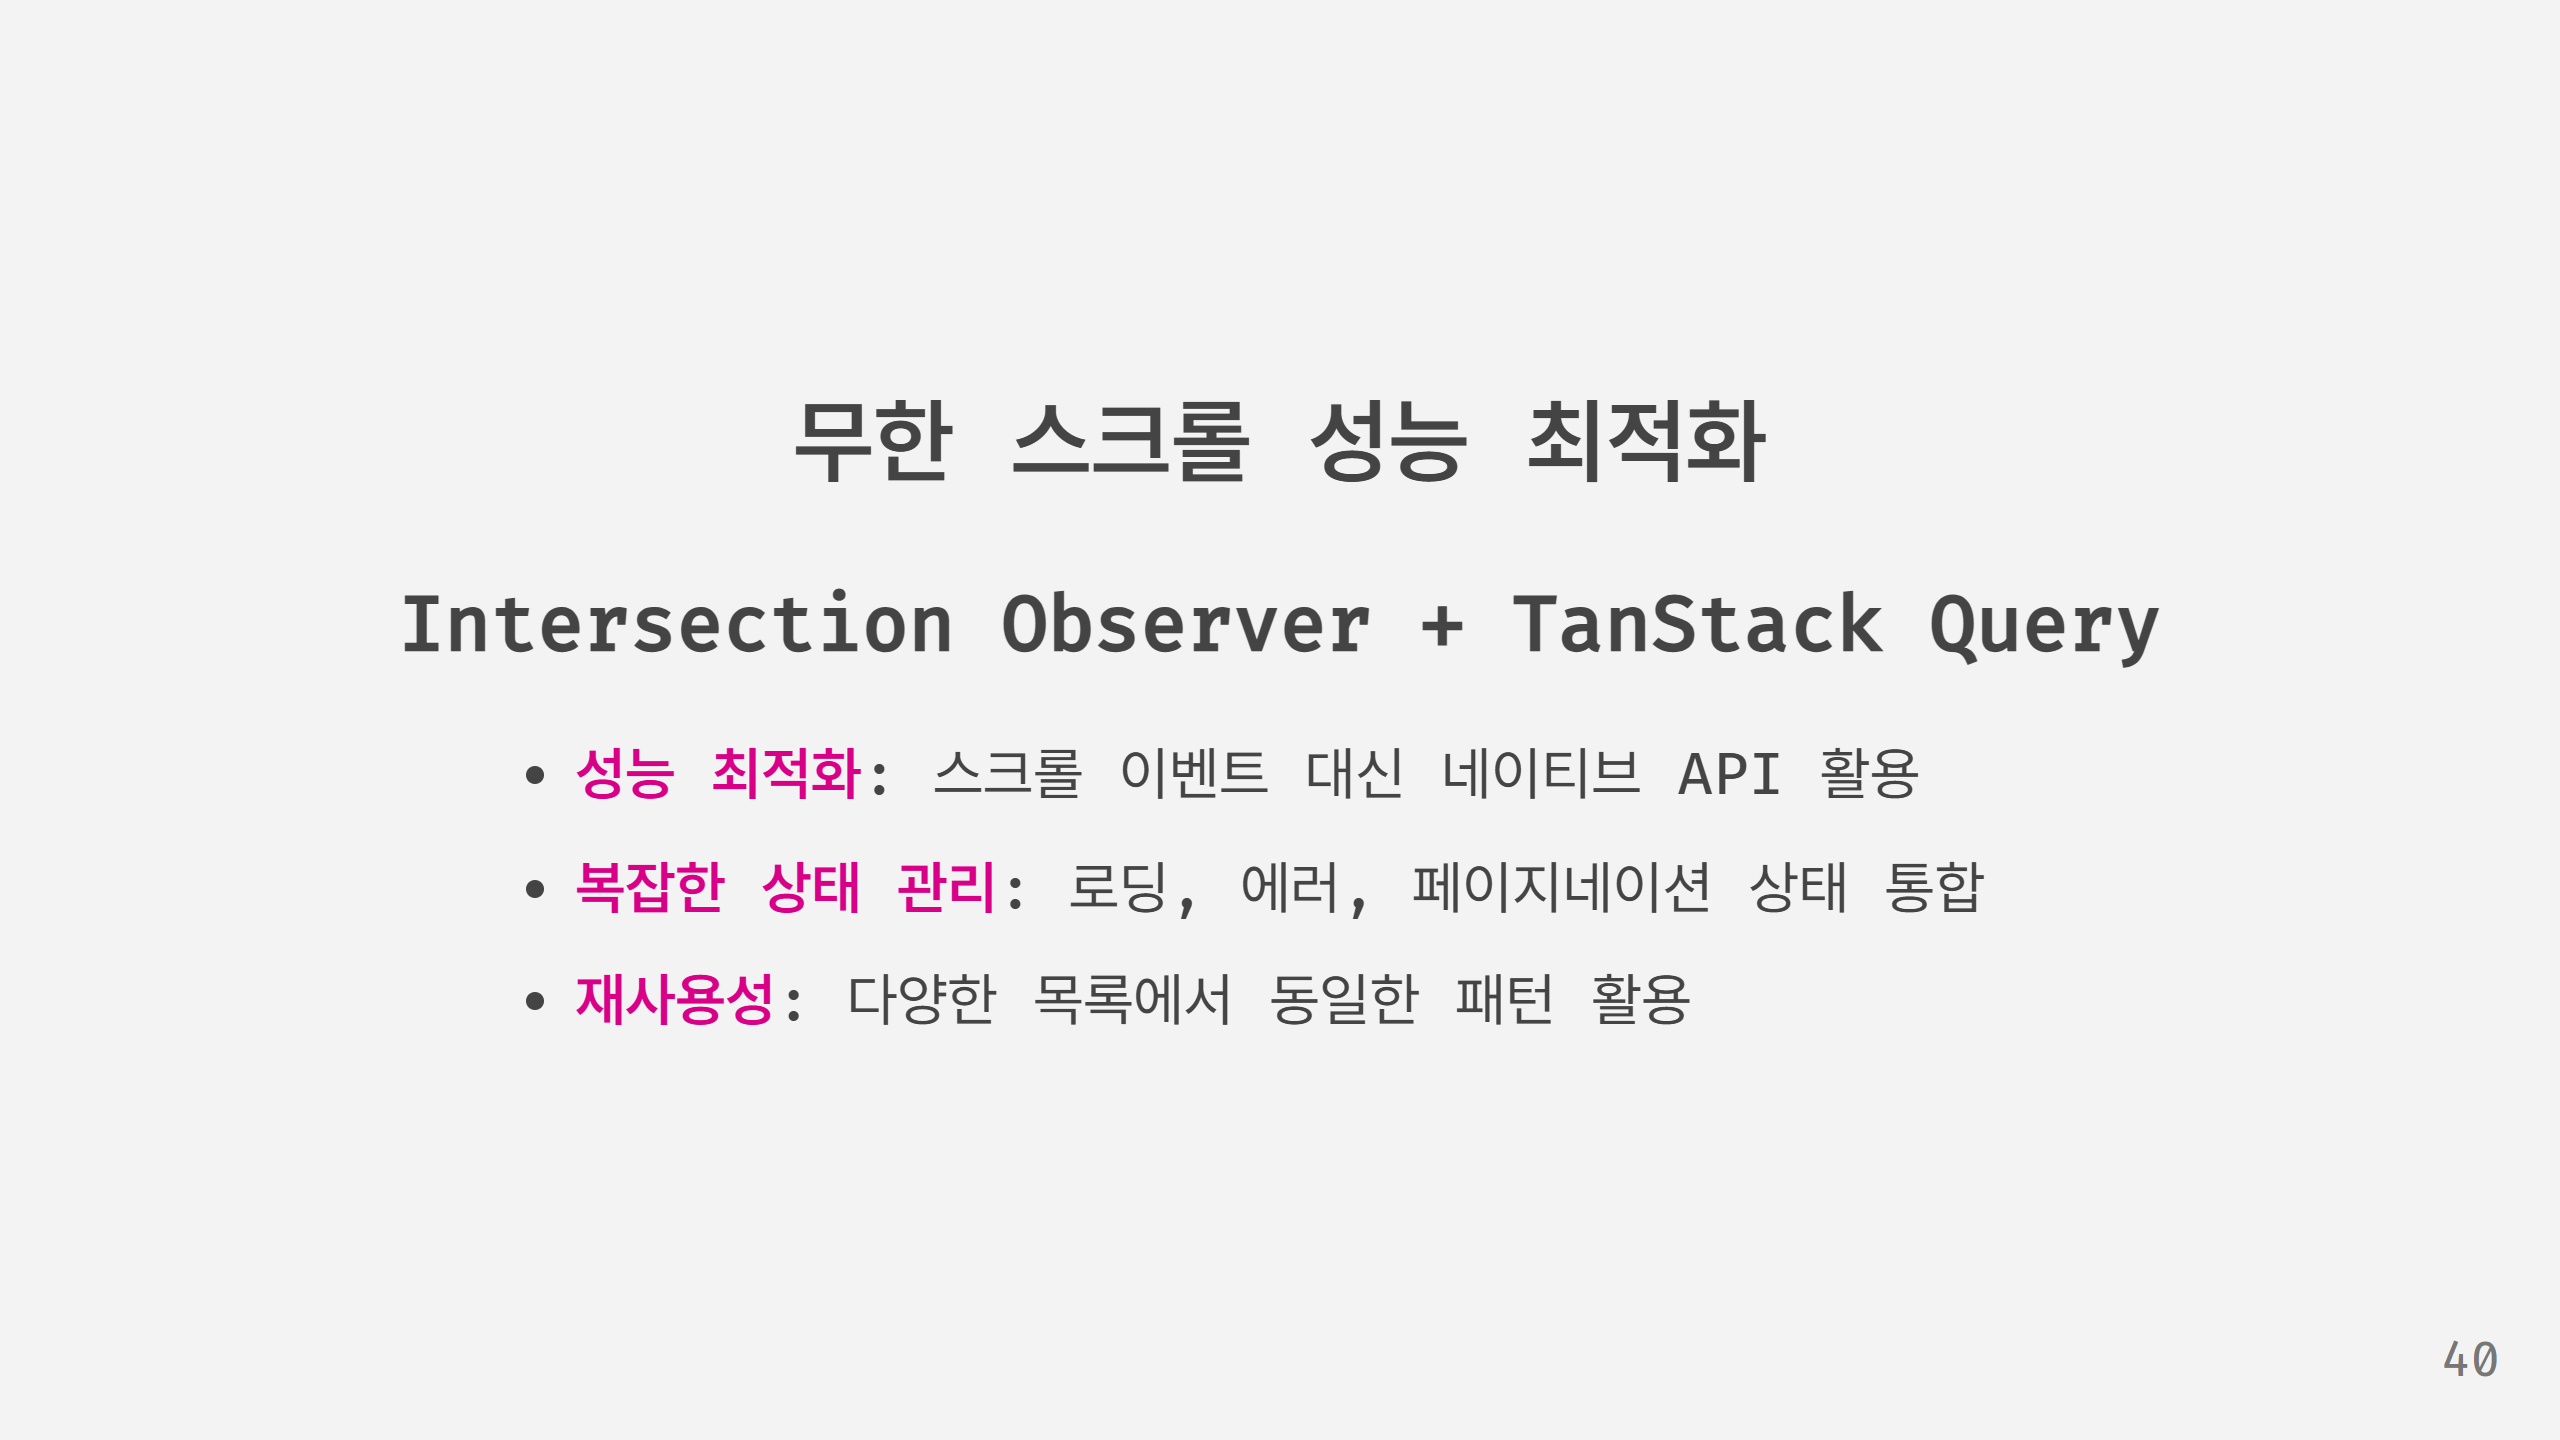 무한 스크롤 성능 최적화
Intersection Observer + TanStack Query
• 성능 최적화: 스크롤 이벤트 대신 네이티브 API 활용
• 복잡한 상태 관리: 로딩, 에러, 페이지네이션 상태 통합
• 재사용성: 다양한 목록에서 동일한 패턴 활용
40